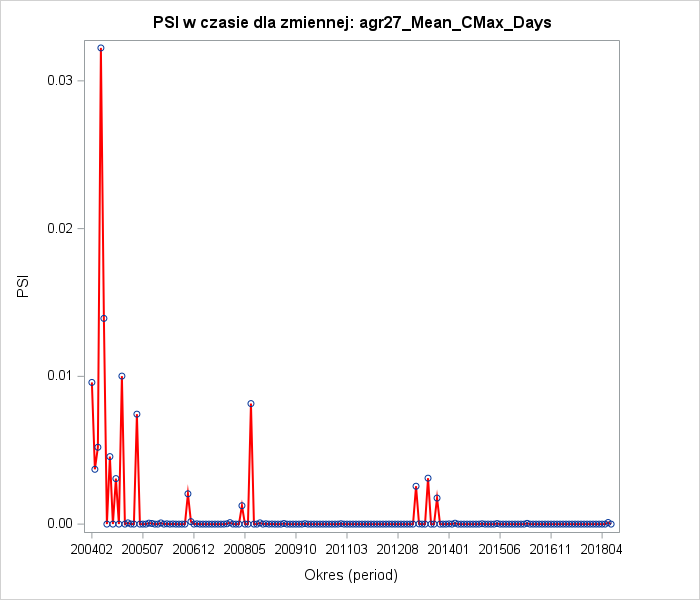 PSI w czasie dla zmiennej: agr27_Mean_CMax_Days
0.03
0.02
0.01
0.00
PSI
200402 200507 200612 200805 200910 201103 201208 201401 201506 201611 201804
Okres (period)